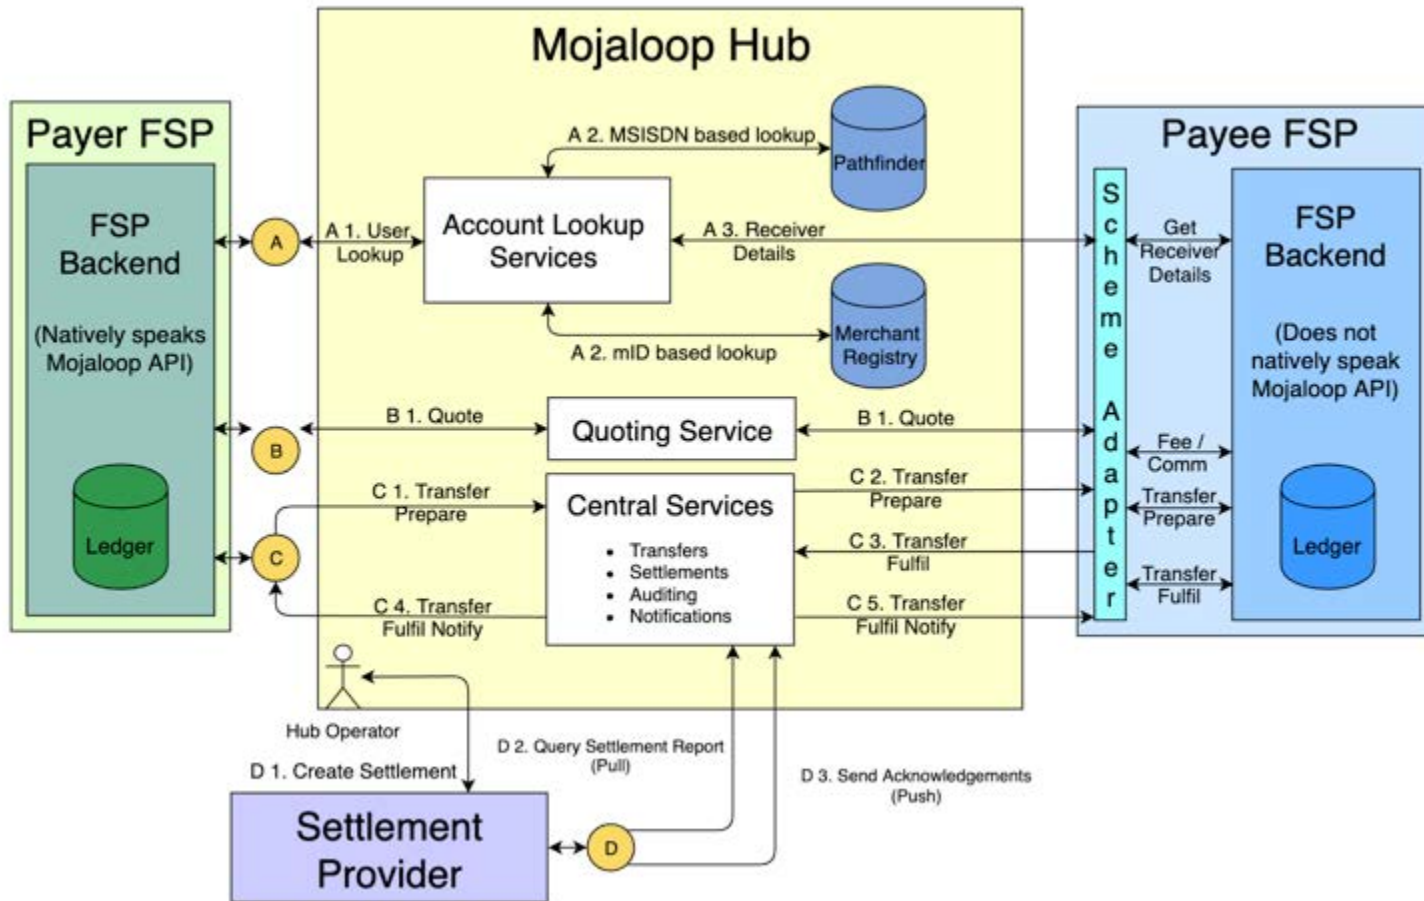 Mojaloop Hub
Payer FSP
FSP
Backend
(Natively speaks
Mojaloop API)
Ledger
A
A 1. User
Lookup
Account Lookup
Services
A 2. MSISDN based lookup
Pathfinder
A 3. Receiver
Details
A 2. mID based lookup
Merchant
Registry
B
B 1. Quote
Quoting Service
B 1. Quote
C
C 1. Transfer
Prepare
Central Services
• Transfers
• Settlements
• Auditing
• Notifications
C 2. Transfer
Prepare
C 3. Transfer
Fulfil
C 4. Transfer
Fulfil Notify
C 5. Transfer
Fulfil Notify
Payee FSP
Scheme Adapter
Get
Receiver
Details
Fee /
Comm
Transfer
Prepare
Transfer
Fulfil
FSP
Backend
(Does not
natively speak
Mojaloop API)
Ledger
Hub Operator
D 1. Create Settlement
D 2. Query Settlement Report
(Pull)
D 3. Send Acknowledgements
(Push)
Settlement
Provider
D